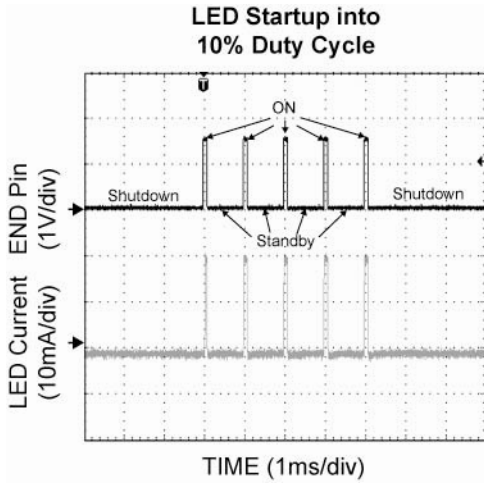 LED Startup into
10% Duty Cycle
T
ON
Shutdown
Shutdown
Standby
END Pin
(1V/div)
LED Current
(10mA/div)
TIME (1ms/div)